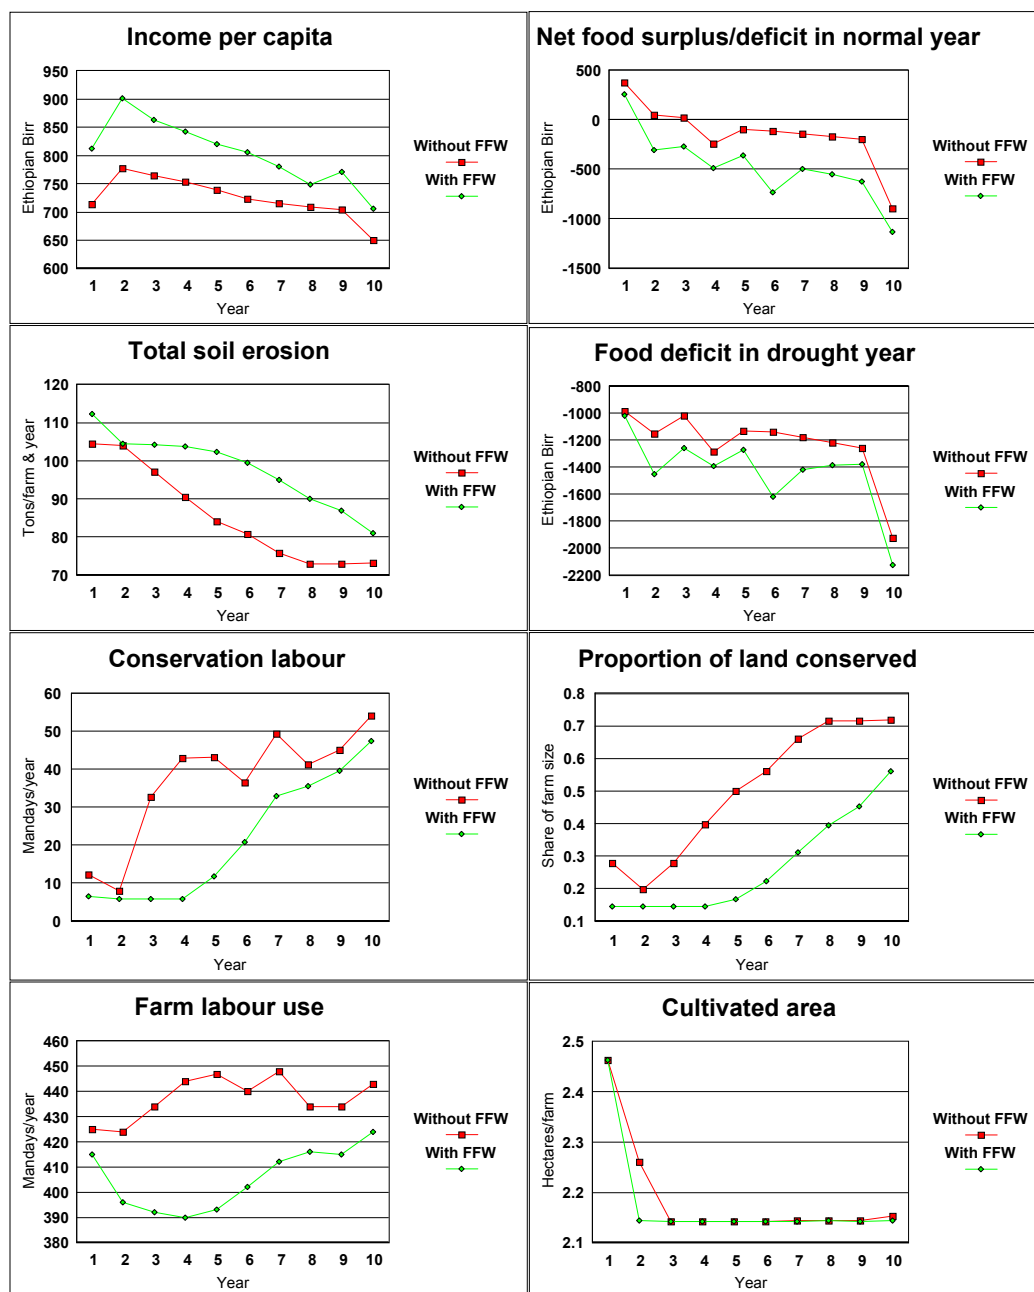 Income per capita
950
900
850
800
750
700
650
600
Ethiopian Birr
1 2 3 4 5 6 7 8 9 10
Year
Without FFW
With FFW
Net food surplus/deficit in normal year
500
0
-500
-1000
-1500
Ethiopian Birr
1 2 3 4 5 6 7 8 9 10
Year
Without FFW
With FFW
Total soil erosion
120
110
100
90
80
70
Tons/farm & year
1 2 3 4 5 6 7 8 9 10
Year
Without FFW
With FFW
Food deficit in drought year
-800
-1000
-1200
-1400
-1600
-1800
-2000
-2200
Ethiopian Birr
1 2 3 4 5 6 7 8 9 10
Year
Without FFW
With FFW
Conservation labour
60
50
40
30
20
10
0
Mandays/year
1 2 3 4 5 6 7 8 9 10
Year
Without FFW
With FFW
Proportion of land conserved
0.8
0.7
0.6
0.5
0.4
0.3
0.2
0.1
Share of farm size
1 2 3 4 5 6 7 8 9 10
Year
Without FFW
With FFW
Farm labour use
460
450
440
430
420
410
400
390
380
Mandays/year
1 2 3 4 5 6 7 8 9 10
Year
Without FFW
With FFW
Cultivated area
2.5
2.4
2.3
2.2
2.1
Hectares/farm
1 2 3 4 5 6 7 8 9 10
Year
Without FFW
With FFW